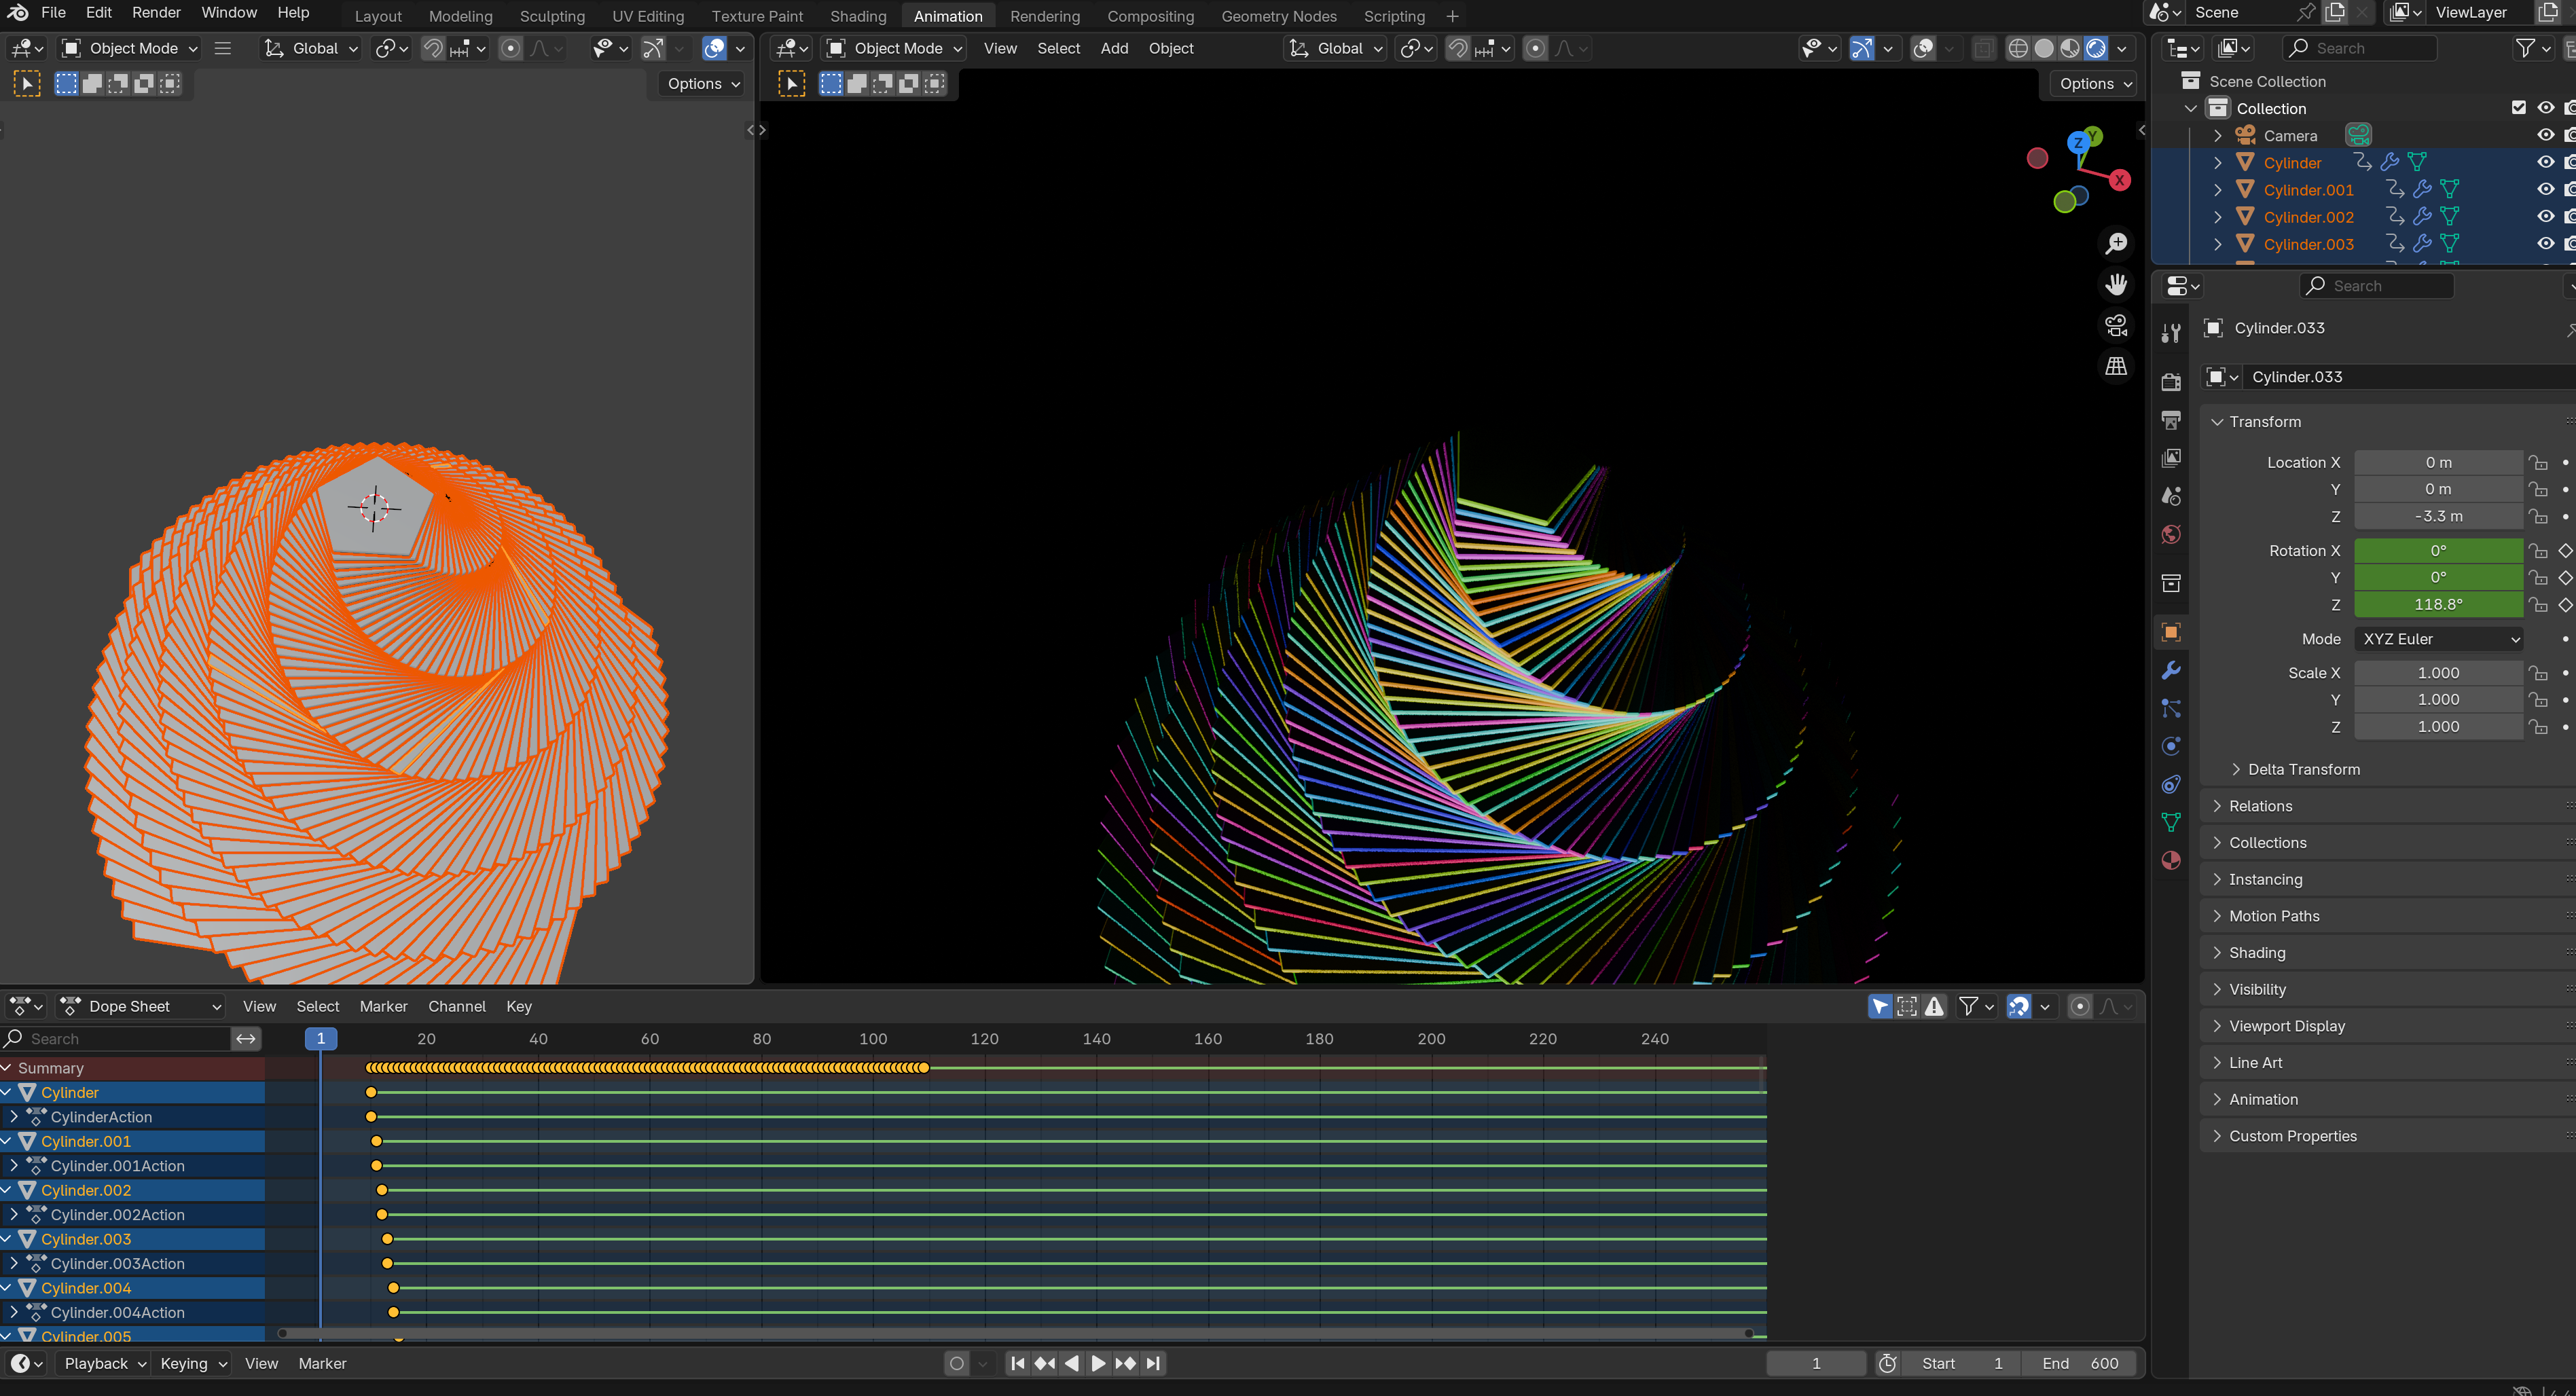 File Edit Render Window Help Layout Modeling Sculpting UV Editing Texture Paint Shading Animation Rendering Compositing Geometry Nodes Scripting + Scene ViewLayer
Object Mode Global Object Mode View Select Add Object Global Search
Options Options
Scene Collection
Collection
Camera
Cylinder
Cylinder.001
Cylinder.002
Cylinder.003
Z Y X
Search
Cylinder.033
Cylinder.033
Transform
Location X 0 m
Y 0 m
Z -3.3 m
Rotation X 0°
Y 0°
Z 118.8°
Mode XYZ Euler
Scale X 1.000
Y 1.000
Z 1.000
Delta Transform
Relations
Collections
Instancing
Motion Paths
Shading
Visibility
Viewport Display
Line Art
Animation
Custom Properties
Dope Sheet View Select Marker Channel Key
Search 1 20 40 60 80 100 120 140 160 180 200 220 240
Summary
Cylinder
CylinderAction
Cylinder.001
Cylinder.001Action
Cylinder.002
Cylinder.002Action
Cylinder.003
Cylinder.003Action
Cylinder.004
Cylinder.004Action
Cylinder.005
Playback Keying View Marker 1 Start 1 End 600